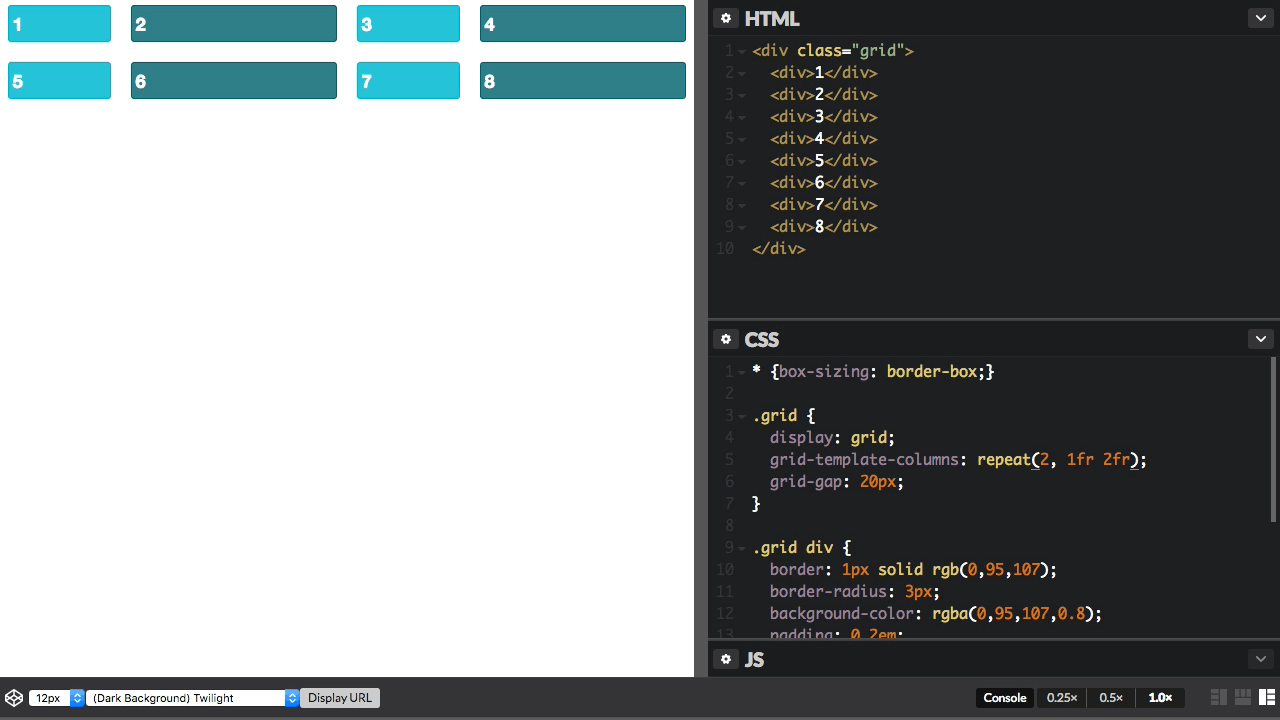 1 2 3 4
5 6 7 8
HTML
1 <div class="grid">
2 <div>1</div>
3 <div>2</div>
4 <div>3</div>
5 <div>4</div>
6 <div>5</div>
7 <div>6</div>
8 <div>7</div>
9 <div>8</div>
10 </div>
CSS
1 * {box-sizing: border-box;}
2
3 .grid {
4 display: grid;
5 grid-template-columns: repeat(2, 1fr 2fr);
6 grid-gap: 20px;
7 }
8
9 .grid div {
10 border: 1px solid rgb(0,95,107);
11 border-radius: 3px;
12 background-color: rgba(0,95,107,0.8);
13 padding: 0.2em;
JS
12px (Dark Background) Twilight Display URL Console 0.25× 0.5× 1.0×